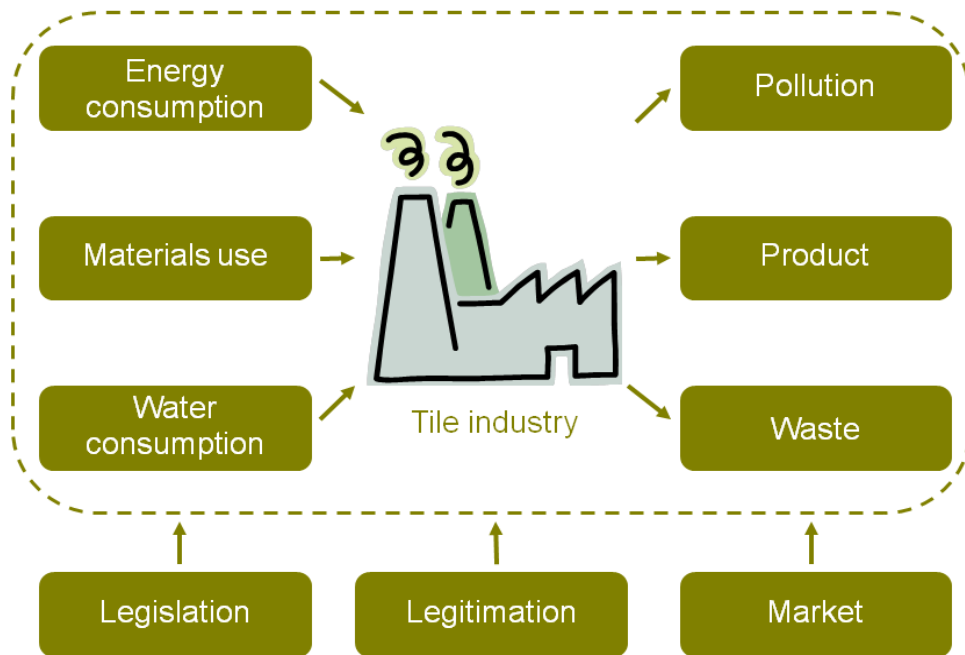 Energy
consumption
Pollution
Materials use
Product
Water
consumption
Tile industry
Waste
Legislation
Legitimation
Market